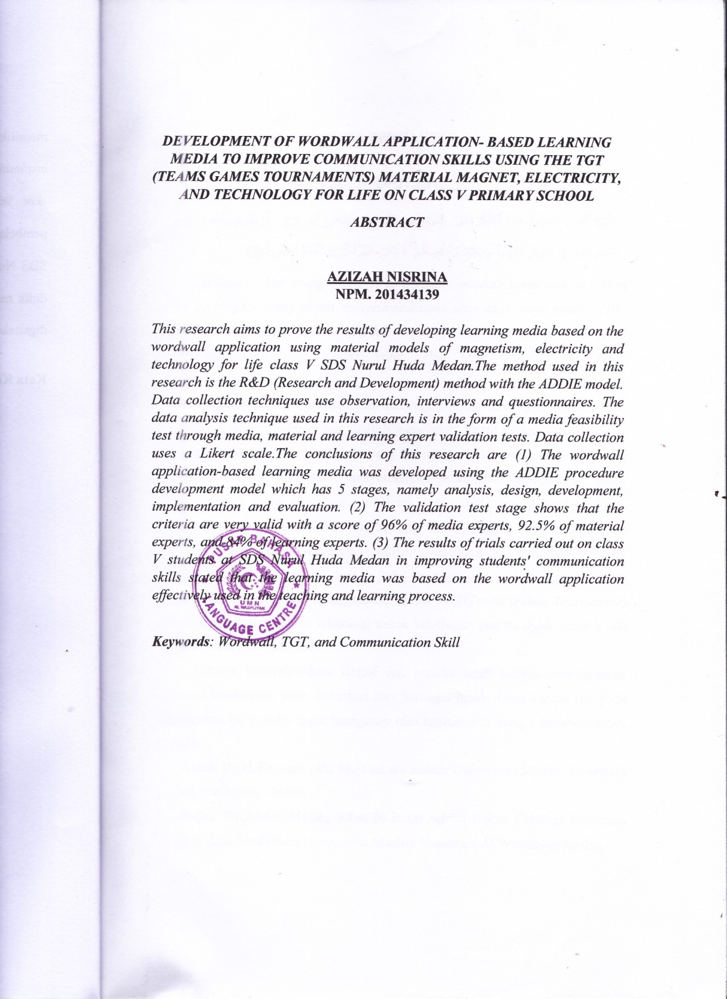 DEVELOPMENT OF WORDWALL APPLICATION- BASED LEARNING
MEDIA TO IMPROVE COMMUNICATION SKILLS USING THE TGT
(TEAMS GAMES TOURNAMENTS) MATERIAL MAGNET, ELECTRICITY,
AND TECHNOLOGY FOR LIFE ON CLASS V PRIMARY SCHOOL
ABSTRACT
AZIZAH NISRINA
NPM. 201434139
This research aims to prove the results of developing learning media based on the
wordwall application using material models of magnetism, electricity and
technology for life class V SDS Nurul Huda Medan.The method used in this
research is the R&D (Research and Development) method with the ADDIE model.
Data collection techniques use observation, interviews and questionnaires. The
data analysis technique used in this research is in the form of a media feasibility
test through media, material and learning expert validation tests. Data collection
uses a Likert scale.The conclusions of this research are (1) The wordwall
application-based learning media was developed using the ADDIE procedure
development model which has 5 stages, namely analysis, design, development,
implementation and evaluation. (2) The validation test stage shows that the
criteria are very valid with a score of 96% of media experts, 92.5% of material
experts, and 84% of learning experts. (3) The results of trials carried out on class
V students at SDS Nurul Huda Medan in improving students' communication
skills stated that the learning media was based on the wordwall application
effectively used in the teaching and learning process.
PUSAT BAHASA
UMN
AL WASHLIYAH
LANGUAGE CENTRE
Keywords: Wordwall, TGT, and Communication Skill